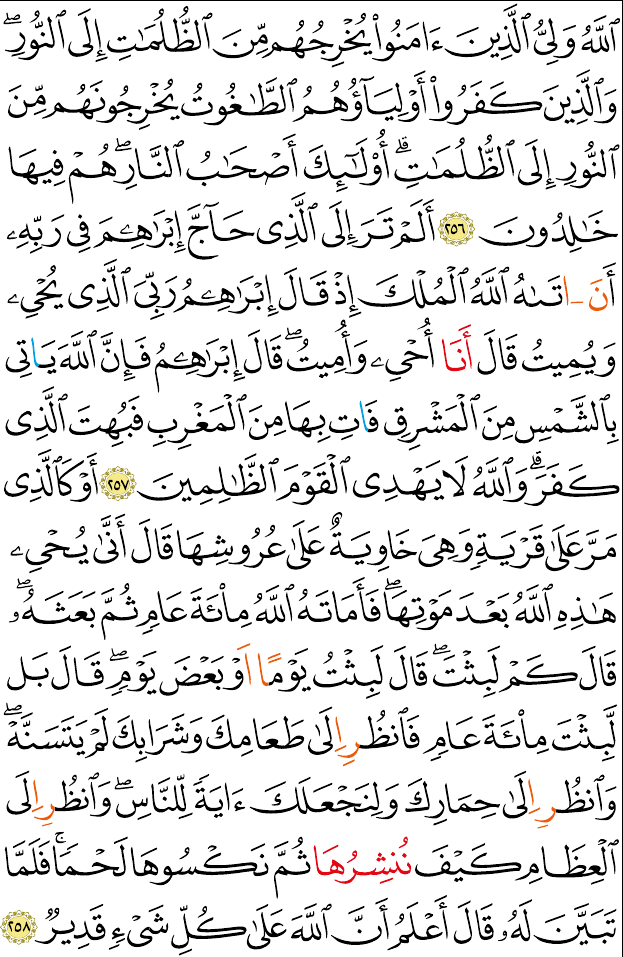 ٱللَّهُ وَلِيُّ ٱلَّذِينَ ءَامَنُواْ يُخْرِجُهُم مِّنَ ٱلظُّلُمَٰتِ إِلَى ٱلنُّورِۖ
وَٱلَّذِينَ كَفَرُوٓاْ أَوْلِيَآؤُهُمُ ٱلطَّٰغُوتُ يُخْرِجُونَهُم مِّنَ
ٱلنُّورِ إِلَى ٱلظُّلُمَٰتِۗ أُوْلَٰٓئِكَ أَصْحَٰبُ ٱلنَّارِۖ هُمْ فِيهَا
خَٰلِدُونَ ٢٥٦ أَلَمْ تَرَ إِلَى ٱلَّذِى حَآجَّ إِبْرَٰهِۧمَ فِى رَبِّهِۦ
أَنَ اتَىٰهُ ٱللَّهُ ٱلْمُلْكَ إِذْ قَالَ إِبْرَٰهِۧمُ رَبِّىَ ٱلَّذِى يُحْىِۦ
وَيُمِيتُ قَالَ أَنَا أُحْىِۦ وَأُمِيتُۖ قَالَ إِبْرَٰهِۧمُ فَإِنَّ ٱللَّهَ يَاتِى
بِٱلشَّمْسِ مِنَ ٱلْمَشْرِقِ فَاتِ بِهَا مِنَ ٱلْمَغْرِبِ فَبُهِتَ ٱلَّذِى
كَفَرَۗ وَٱللَّهُ لَا يَهْدِى ٱلْقَوْمَ ٱلظَّٰلِمِينَ ٢٥٧ أَوْ كَٱلَّذِى
مَرَّ عَلَىٰ قَرْيَةٍ وَهِىَ خَاوِيَةٌ عَلَىٰ عُرُوشِهَا قَالَ أَنَّىٰ يُحْىِۦ
هَٰذِهِ ٱللَّهُ بَعْدَ مَوْتِهَاۖ فَأَمَاتَهُ ٱللَّهُ مِاْئَةَ عَامٍ ثُمَّ بَعَثَهُۥۖ
قَالَ كَمْ لَبِثْتَۖ قَالَ لَبِثْتُ يَوْمًا اَوْ بَعْضَ يَوْمٍۖ قَالَ بَل
لَّبِثْتَ مِاْئَةَ عَامٍ فَٱنظُرِ اِلَىٰ طَعَامِكَ وَشَرَابِكَ لَمْ يَتَسَنَّهْۖ
وَٱنظُرِ اِلَىٰ حِمَارِكَ وَلِنَجْعَلَكَ ءَايَةً لِّلنَّاسِۖ وَٱنظُرِ اِلَى
ٱلْعِظَامِ كَيْفَ نُنشِرُهَا ثُمَّ نَكْسُوهَا لَحْمًاۚ فَلَمَّا
تَبَيَّنَ لَهُۥ قَالَ أَعْلَمُ أَنَّ ٱللَّهَ عَلَىٰ كُلِّ شَىْءٍ قَدِيرٌ ٢٥٨